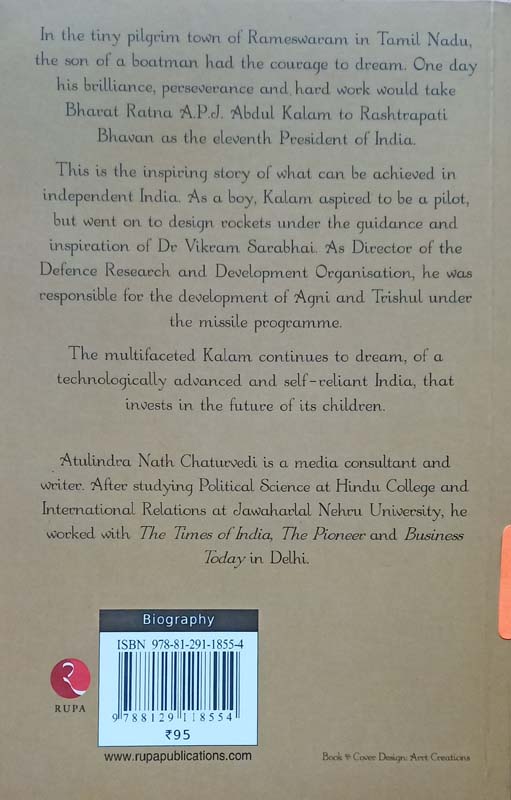 In the tiny pilgrim town of Rameswaram in Tamil Nadu,
the son of a boatman had the courage to dream. One day
his brilliance, perseverance and hard work would take
Bharat Ratna A.P.J. Abdul Kalam to Rashtrapati
Bhavan as the eleventh President of India.
This is the inspiring story of what can be achieved in
independent India. As a boy, Kalam aspired to be a pilot,
but went on to design rockets under the guidance and
inspiration of Dr Vikram Sarabhai. As Director of the
Defence Research and Development Organisation, he was
responsible for the development of Agni and Trishul under
the missile programme.
The multifaceted Kalam continues to dream, of a
technologically advanced and self-reliant India, that
invests in the future of its children.
Atulindra Nath Chaturvedi is a media consultant and
writer. After studying Political Science at Hindu College and
International Relations at Jawaharlal Nehru University, he
worked with The Times of India, The Pioneer and Business
Today in Delhi.
Biography
ISBN 978-81-291-1855-4
9 788129 118554
₹95
RUPA
www.rupapublications.com
Book & Cover Design: Arrt Creations